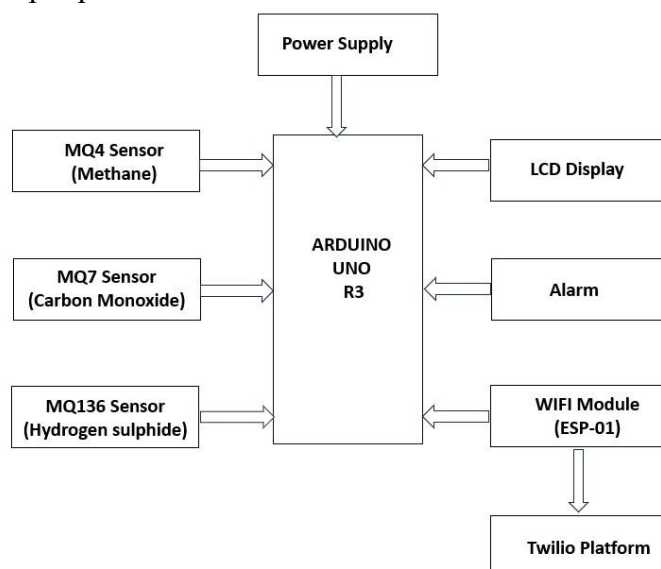 Power Supply
MQ4 Sensor
(Methane)
LCD Display
ARDUINO
UNO
R3
MQ7 Sensor
(Carbon Monoxide)
Alarm
MQ136 Sensor
(Hydrogen sulphide)
WIFI Module
(ESP-01)
Twilio Platform